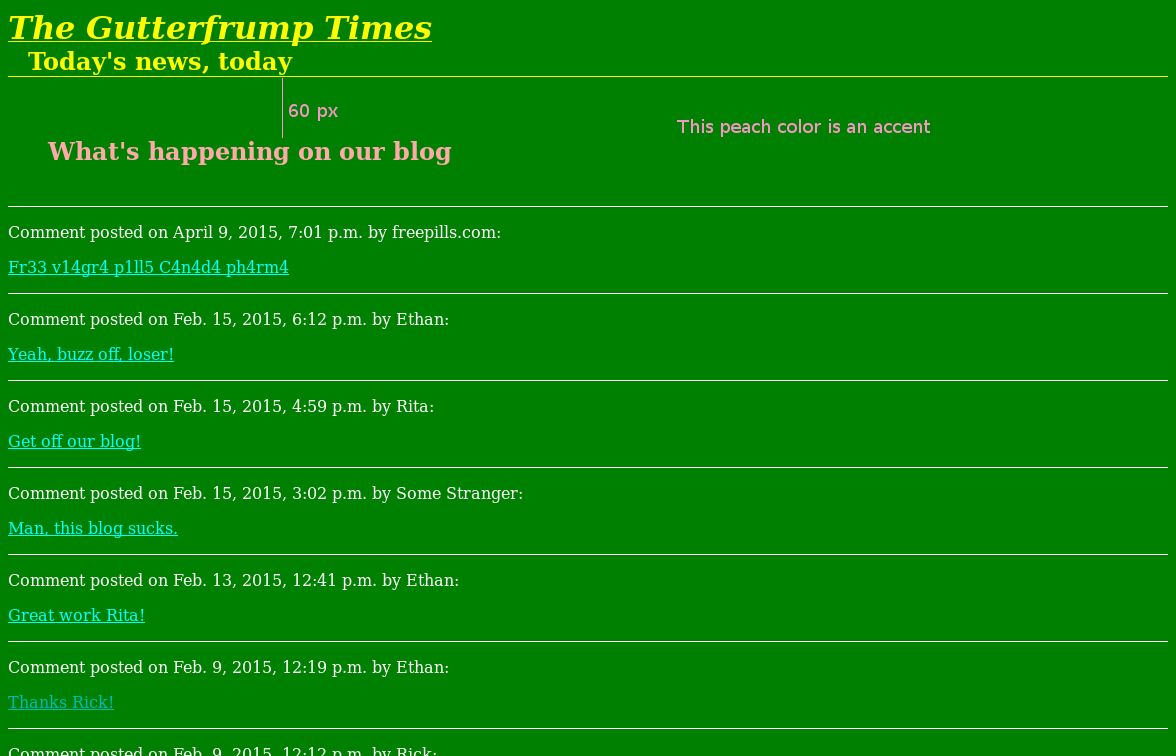 The Gutterfrump Times
Today's news, today
60 px
This peach color is an accent
What's happening on our blog
Comment posted on April 9, 2015, 7:01 p.m. by freepills.com:
Fr33 v14gr4 p1ll5 C4n4d4 ph4rm4
Comment posted on Feb. 15, 2015, 6:12 p.m. by Ethan:
Yeah, buzz off, loser!
Comment posted on Feb. 15, 2015, 4:59 p.m. by Rita:
Get off our blog!
Comment posted on Feb. 15, 2015, 3:02 p.m. by Some Stranger:
Man, this blog sucks.
Comment posted on Feb. 13, 2015, 12:41 p.m. by Ethan:
Great work Rita!
Comment posted on Feb. 9, 2015, 12:19 p.m. by Ethan:
Thanks Rick!
Comment posted on Feb. 9, 2015, 12:12 p.m. by Rick: